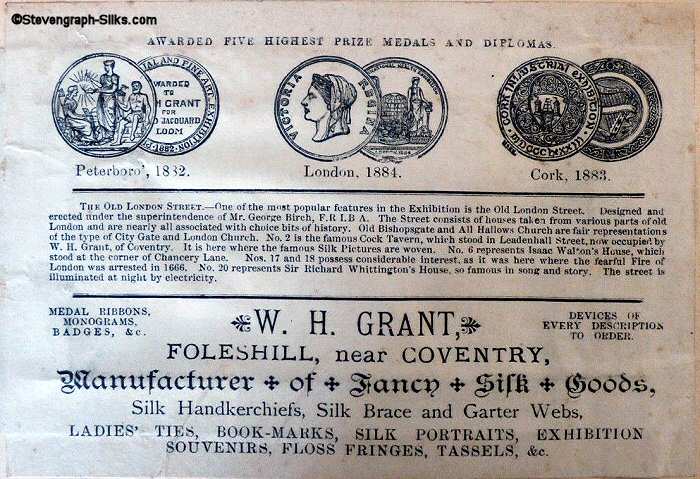 ©Stevengraph-Silks.com
AWARDED FIVE HIGHEST PRIZE MEDALS AND DIPLOMAS.
TIAL AND FINE ART EXHIBITION
AWARDED
TO
H GRANT
FOR
JACQUARD
LOOM
1882
VICTORIA REGINA
CORK INDUSTRIAL EXHIBITION
MDCCCLXXXIII
Peterboro', 1832. London, 1884. Cork, 1883.
THE OLD LONDON STREET.—One of the most popular features in the Exhibition is the Old London Street. Designed and
erected under the superintendence of Mr. George Birch, F.R.I.B A. The Street consists of houses taken from various parts of old
London and are nearly all associated with choice bits of history. Old Bishopsgate and All Hallows Church are fair representations
of the type of City Gate and London Church. No. 2 is the famous Cock Tavern, which stood in Leadenhall Street, now occupied by
W. H. Grant, of Coventry. It is here where the famous Silk Pictures are woven. No. 6 represents Isaac Walton's House, which
stood at the corner of Chancery Lane. Nos. 17 and 18 possess considerable interest, as it was here where the fearful Fire of
London was arrested in 1666. No. 20 represents Sir Richard Whittington's House, so famous in song and story. The street is
illuminated at night by electricity.
MEDAL RIBBONS,
MONOGRAMS,
BADGES, &c.
W. H. GRANT,
DEVICES OF
EVERY DESCRIPTION
TO ORDER.
FOLESHILL, near COVENTRY,
Manufacturer + of + Fancy + Silk + Goods,
Silk Handkerchiefs, Silk Brace and Garter Webs,
LADIES' TIES, BOOK-MARKS, SILK PORTRAITS, EXHIBITION
SOUVENIRS, FLOSS FRINGES, TASSELS, &c.